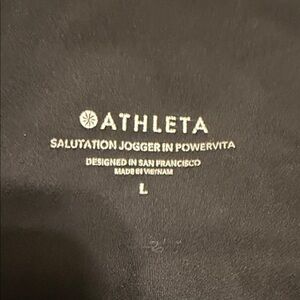 ATHLETA
SALUTATION JOGGER IN POWERVITA
DESIGNED IN SAN FRANCISCO
MADE IN VIETNAM
L